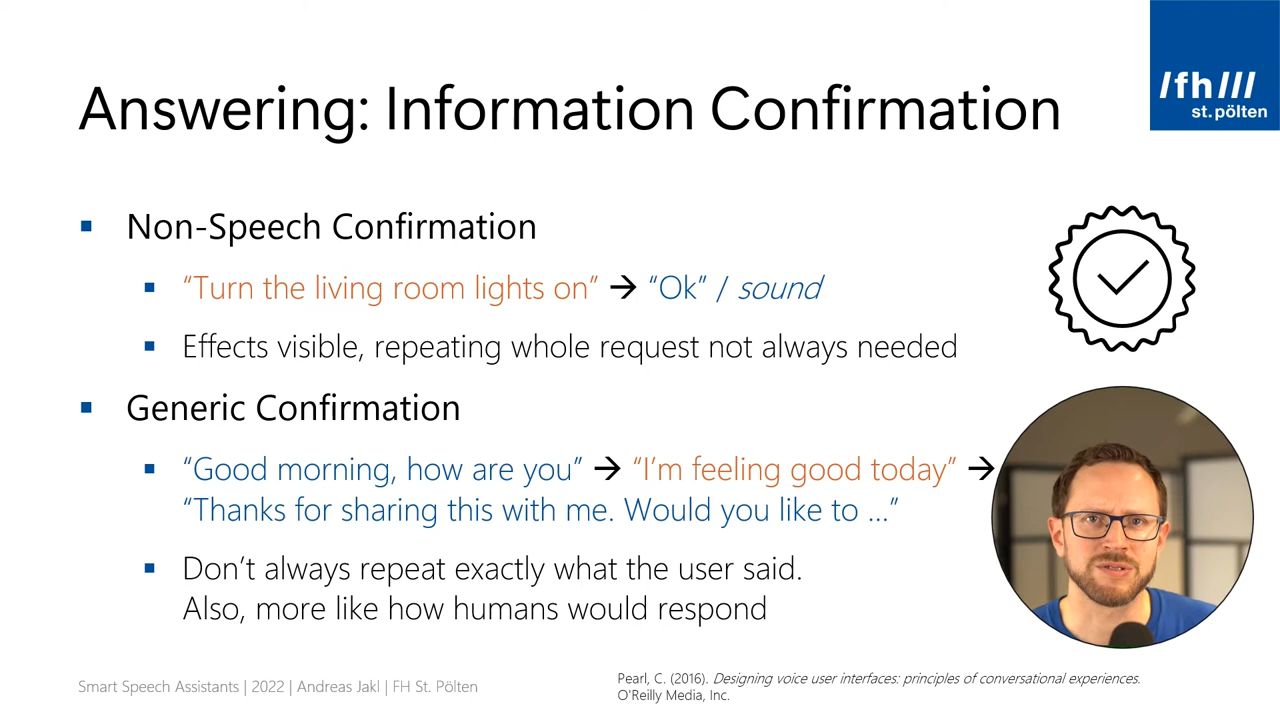 /fh///
st.pölten
Answering: Information Confirmation
Non-Speech Confirmation
“Turn the living room lights on” → “Ok” / sound
Effects visible, repeating whole request not always needed
Generic Confirmation
“Good morning, how are you” → “I’m feeling good today” →
“Thanks for sharing this with me. Would you like to ...”
Don’t always repeat exactly what the user said.
Also, more like how humans would respond
Smart Speech Assistants | 2022 | Andreas Jakl | FH St. Pölten
Pearl, C. (2016). Designing voice user interfaces: principles of conversational experiences.
O'Reilly Media, Inc.